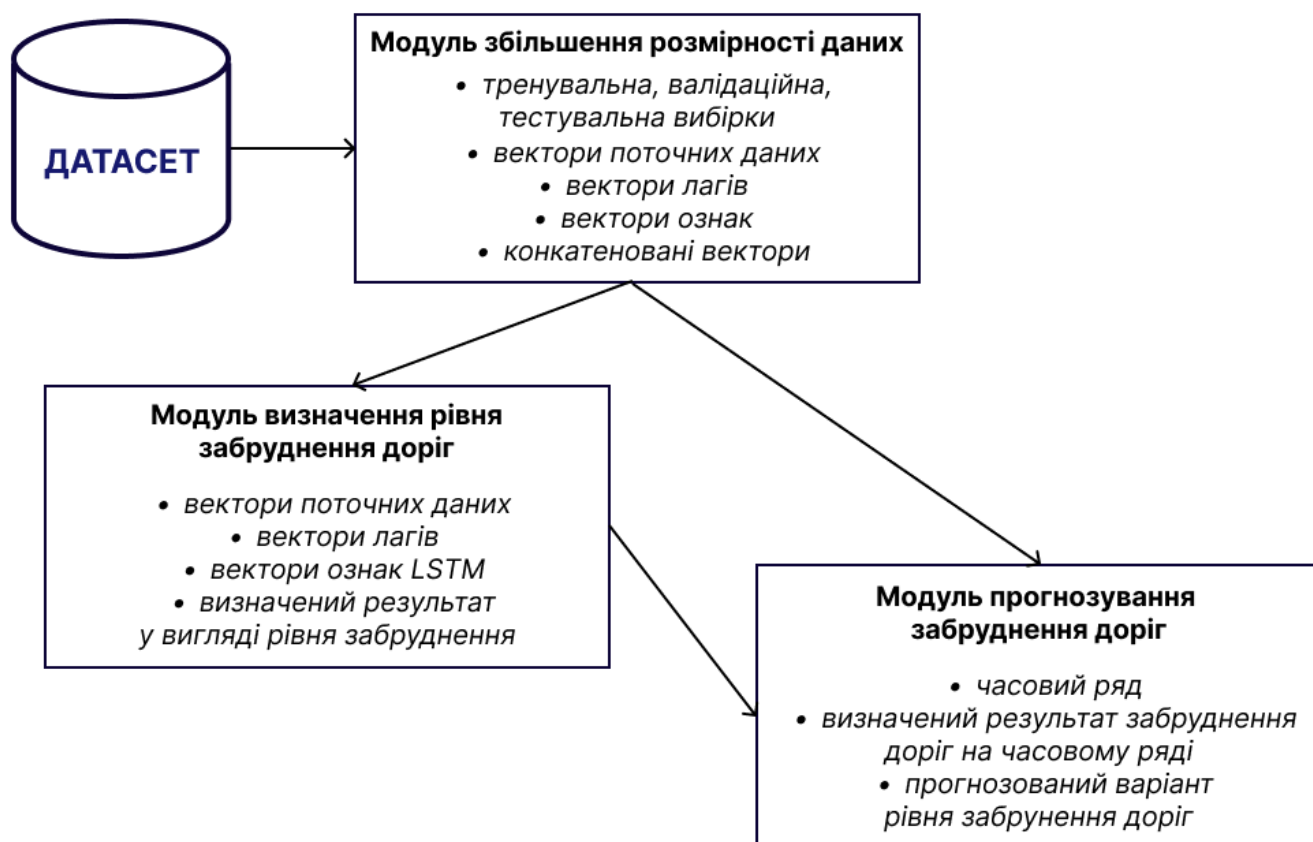 ДАТАСЕТ
Модуль збільшення розмірності даних
• тренувальна, валідаційна,
тестувальна вибірки
• вектори поточних даних
• вектори лагів
• вектори ознак
• конкатеновані вектори
Модуль визначення рівня
забруднення доріг
• вектори поточних даних
• вектори лагів
• вектори ознак LSTM
• визначений результат
у вигляді рівня забруднення
Модуль прогнозування
забруднення доріг
• часовий ряд
• визначений результат забруднення
доріг на часовому ряді
• прогнозований варіант
рівня забрунення доріг